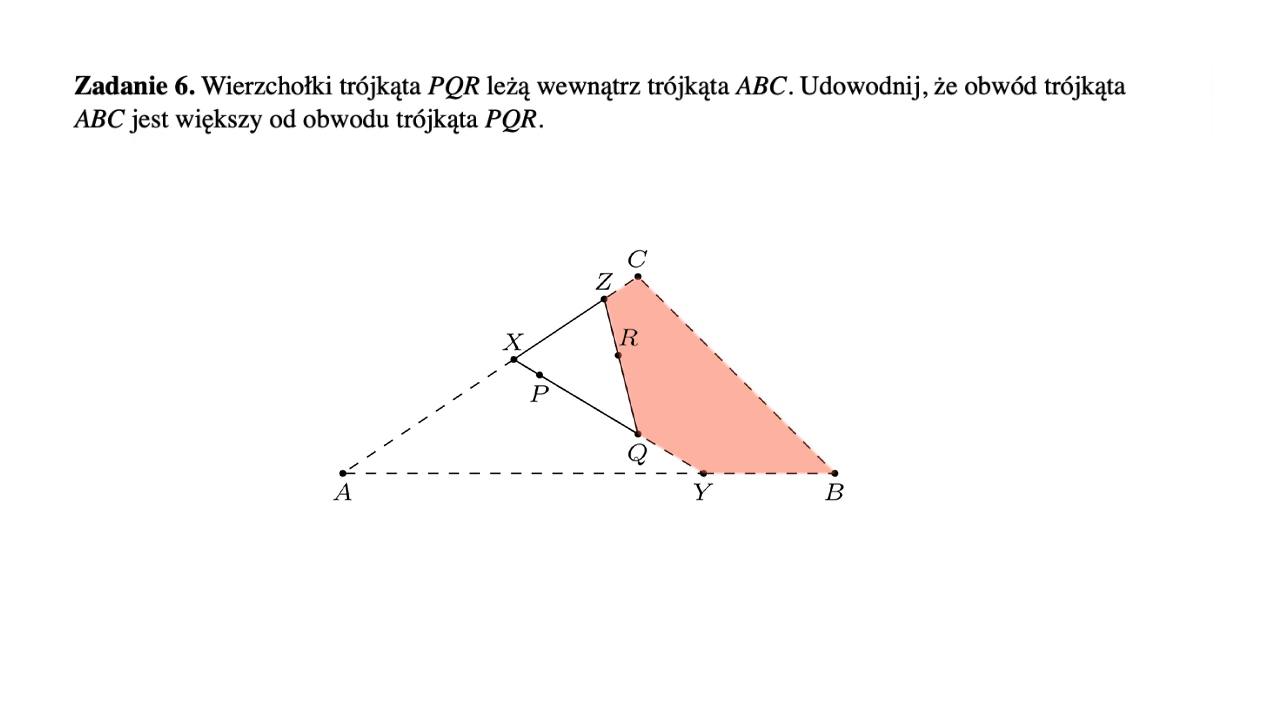 Zadanie 6. Wierzchołki trójkąta PQR leżą wewnątrz trójkąta ABC. Udowodnij, że obwód trójkąta
ABC jest większy od obwodu trójkąta PQR.
C
Z
R
X
P
Q
A
Y
B